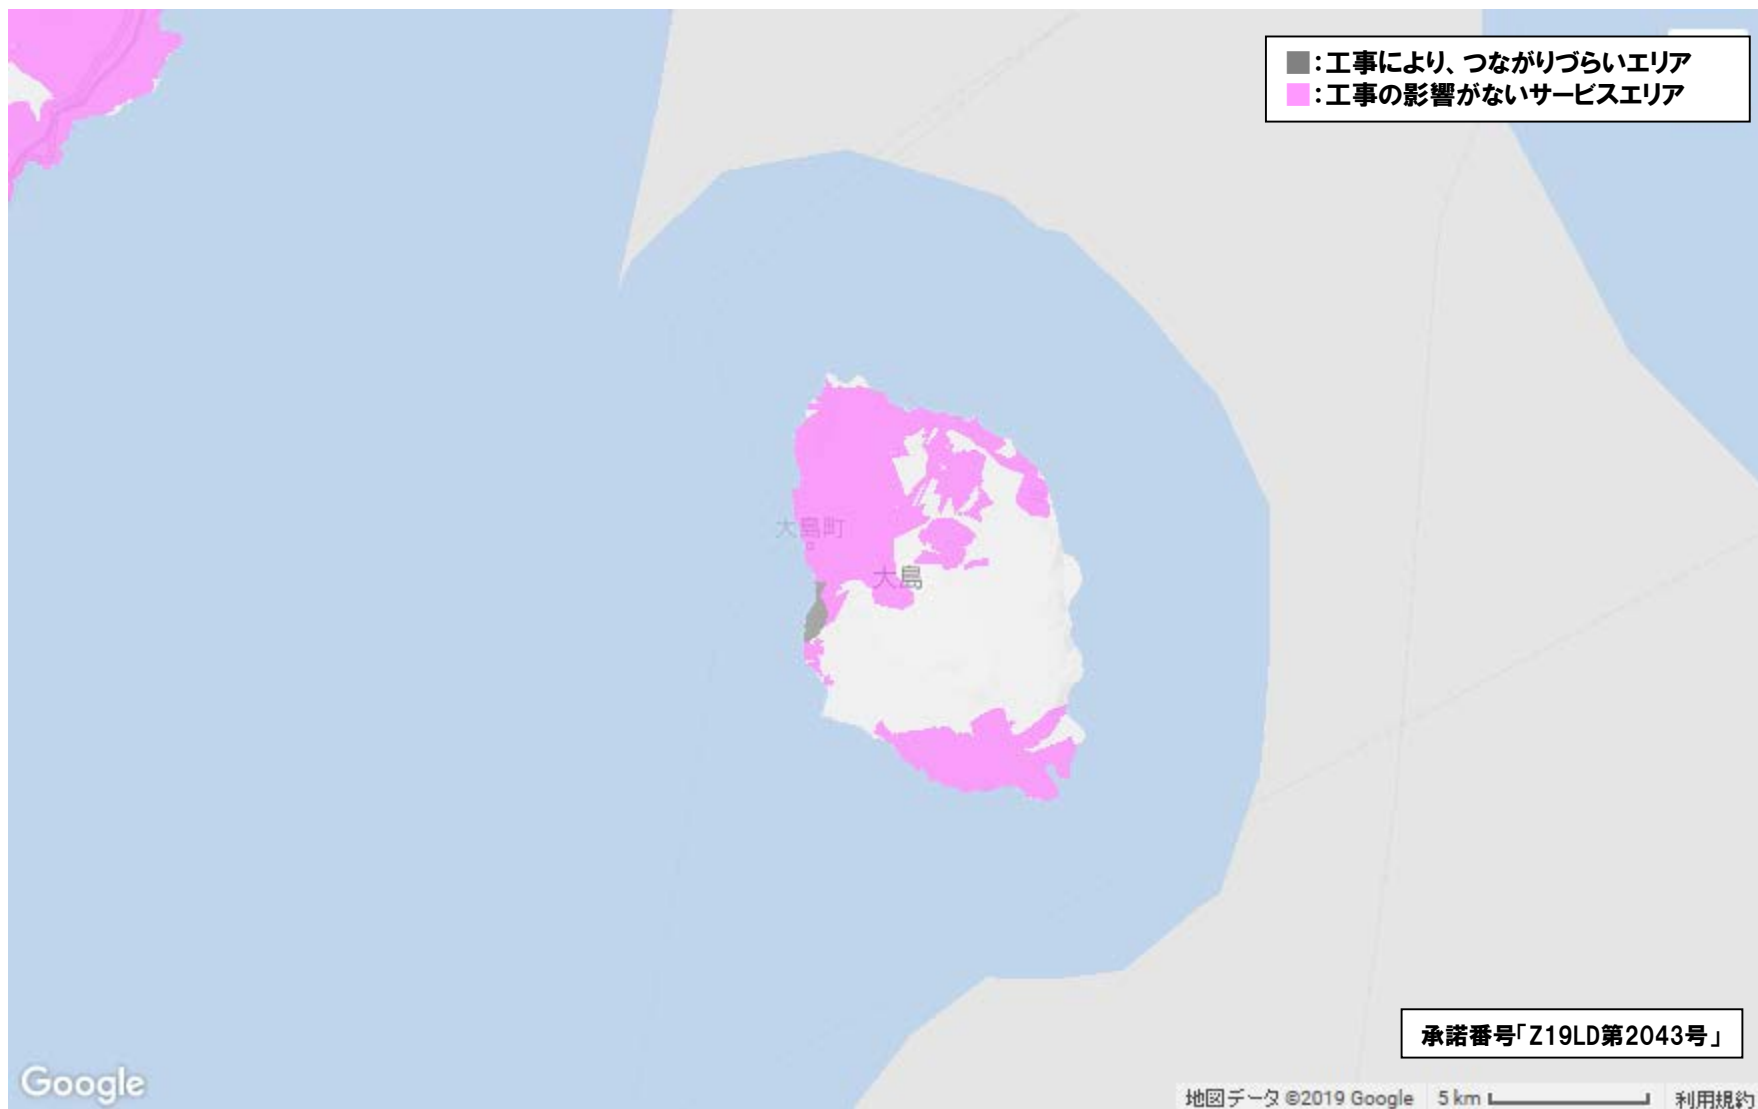 ■:工事により、つながりづらいエリア
■:工事の影響がないサービスエリア
大島町
大島
承諾番号「Z19LD第2043号」
Google
地図データ ©2019 Google 5 km 利用規約